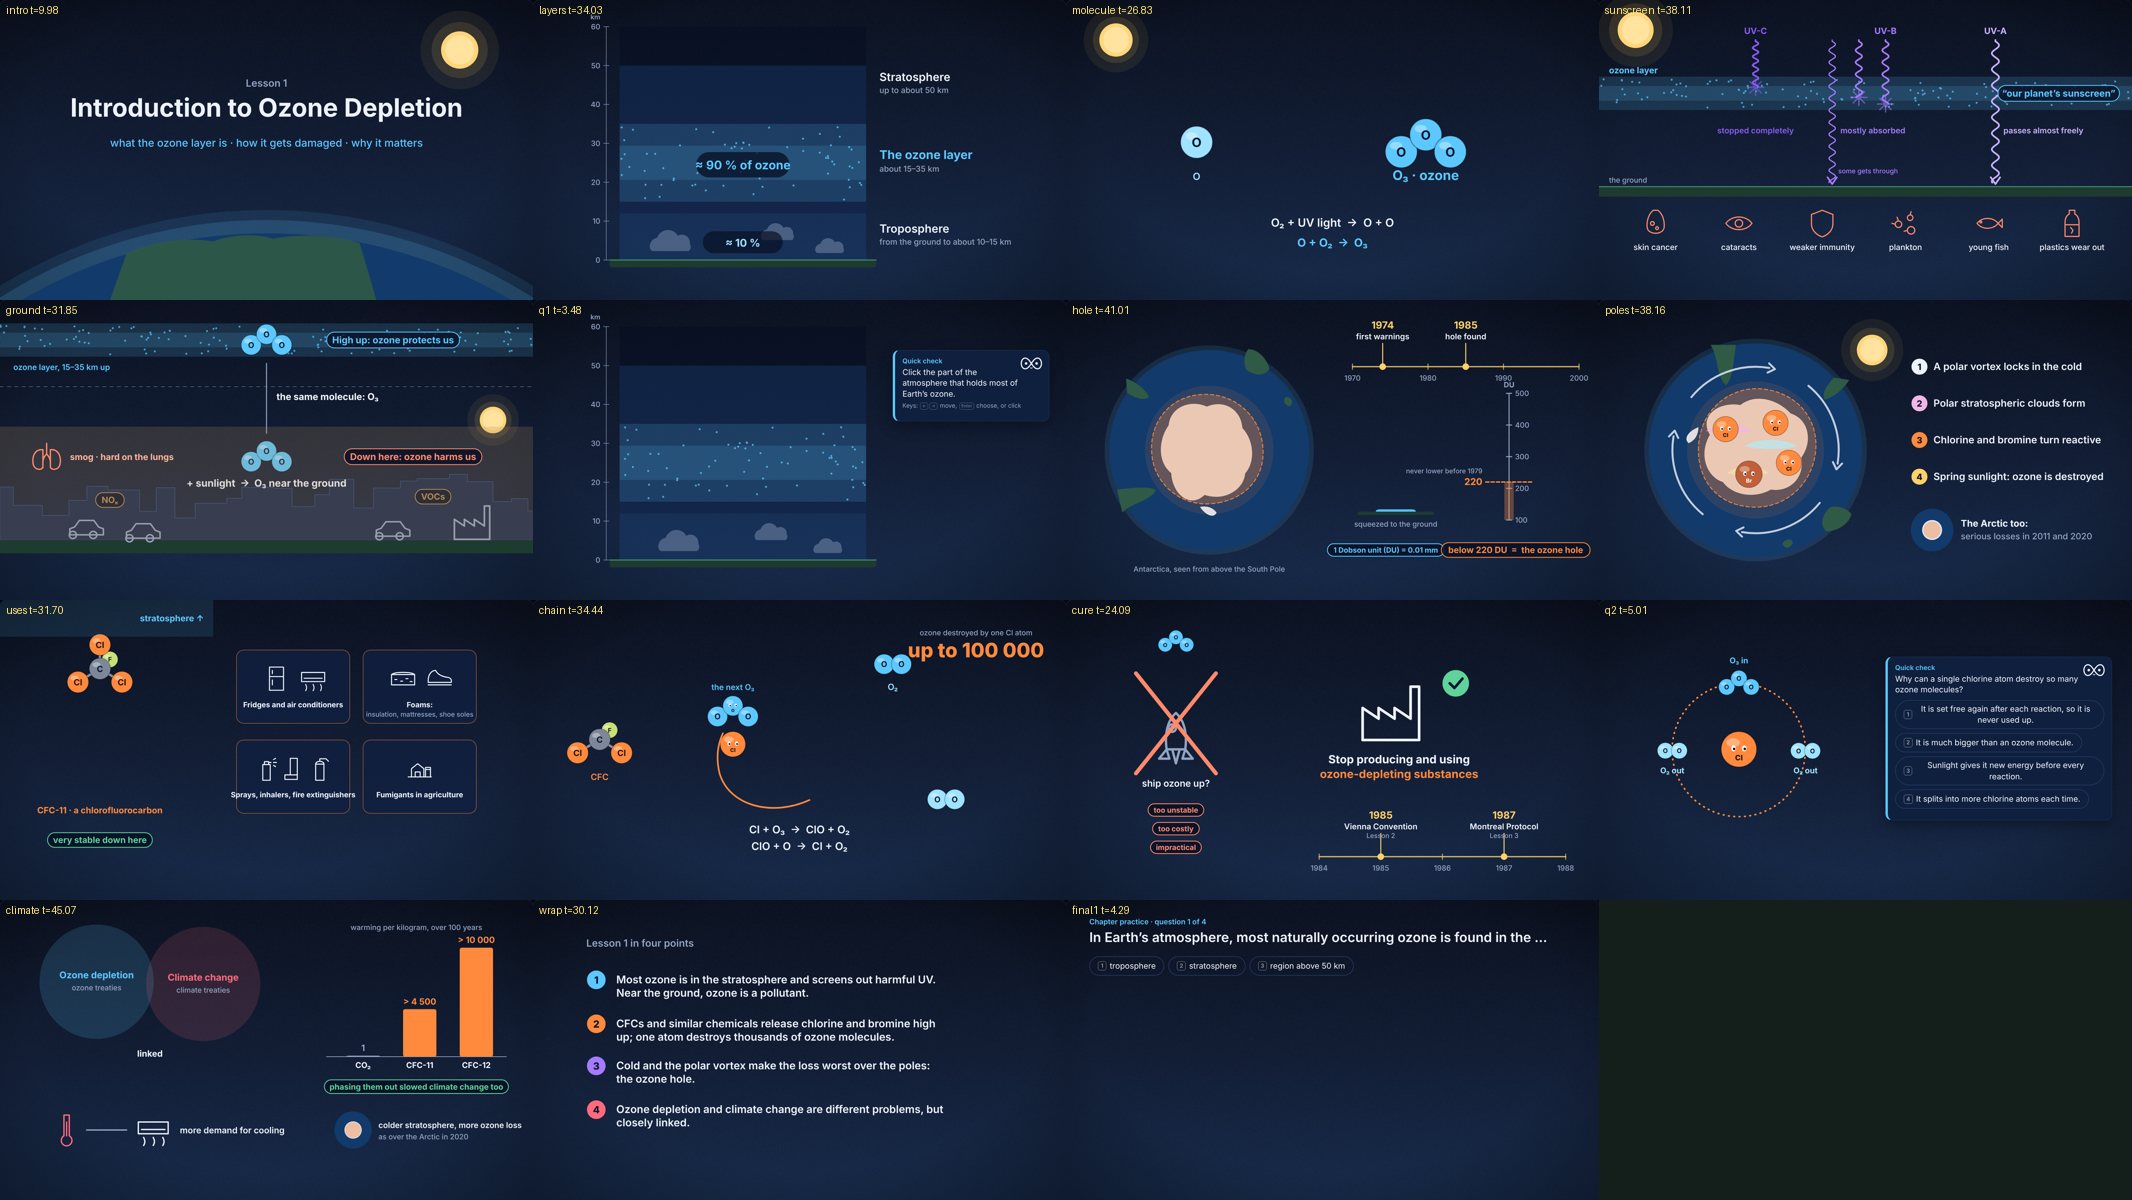 intro t=9.98
Lesson 1
Introduction to Ozone Depletion
what the ozone layer is · how it gets damaged · why it matters
layers t=34.03
km
60
50
40
30
20
10
0
≈ 90 % of ozone
≈ 10 %
Stratosphere
up to about 50 km
The ozone layer
about 15–35 km
Troposphere
from the ground to about 10–15 km
molecule t=26.83
O
O
O
O
O
O₃ · ozone
O₂ + UV light → O + O
O + O₂ → O₃
sunscreen t=38.11
UV-C
UV-B
UV-A
ozone layer
“our planet’s sunscreen”
stopped completely
mostly absorbed
passes almost freely
some gets through
the ground
skin cancer
cataracts
weaker immunity
plankton
young fish
plastics wear out
ground t=31.85
O
O
O
High up: ozone protects us
ozone layer, 15–35 km up
the same molecule: O₃
smog · hard on the lungs
O
O
O
Down here: ozone harms us
+ sunlight → O₃ near the ground
NOₓ
VOCs
q1 t=3.48
km
60
50
40
30
20
10
0
Quick check
Click the part of the
atmosphere that holds most of
Earth’s ozone.
Keys: move, choose, or click
hole t=41.01
1974
first warnings
1985
hole found
1970
1980
1990
2000
DU
500
400
300
never lower before 1979
220
200
100
squeezed to the ground
1 Dobson unit (DU) = 0.01 mm
below 220 DU = the ozone hole
Antarctica, seen from above the South Pole
poles t=38.16
Cl
Cl
Br
1 A polar vortex locks in the cold
2 Polar stratospheric clouds form
3 Chlorine and bromine turn reactive
4 Spring sunlight: ozone is destroyed
The Arctic too:
serious losses in 2011 and 2020
uses t=31.70
stratosphere ↑
Cl
F
C
Cl
Cl
CFC-11 · a chlorofluorocarbon
very stable down here
Fridges and air conditioners
Foams:
insulation, mattresses, shoe soles
Sprays, inhalers, fire extinguishers
Fumigants in agriculture
chain t=34.44
ozone destroyed by one Cl atom
up to 100 000
O
O
O₂
the next O₃
O
O
Cl
F
C
Cl
Cl
CFC
O
O
Cl + O₃ → ClO + O₂
ClO + O → Cl + O₂
cure t=24.09
O
O
O
ship ozone up?
too unstable
too costly
impractical
Stop producing and using
ozone-depleting substances
1985
Vienna Convention
Lesson 2
1987
Montreal Protocol
Lesson 3
1984
1985
1986
1987
1988
q2 t=5.01
O₃ in
O
O
O
Cl
O
O
O₂ out
O
O
O₂ out
Quick check
Why can a single chlorine atom destroy so many
ozone molecules?
1 It is set free again after each reaction, so it is
never used up.
2 It is much bigger than an ozone molecule.
3 Sunlight gives it new energy before every
reaction.
4 It splits into more chlorine atoms each time.
climate t=45.07
Ozone depletion
ozone treaties
Climate change
climate treaties
linked
warming per kilogram, over 100 years
> 10 000
> 4 500
1
CO₂
CFC-11
CFC-12
phasing them out slowed climate change too
more demand for cooling
colder stratosphere, more ozone loss
as over the Arctic in 2020
wrap t=30.12
Lesson 1 in four points
1 Most ozone is in the stratosphere and screens out harmful UV.
Near the ground, ozone is a pollutant.
2 CFCs and similar chemicals release chlorine and bromine high
up; one atom destroys thousands of ozone molecules.
3 Cold and the polar vortex make the loss worst over the poles:
the ozone hole.
4 Ozone depletion and climate change are different problems, but
closely linked.
final1 t=4.29
Chapter practice · question 1 of 4
In Earth’s atmosphere, most naturally occurring ozone is found in the …
1 troposphere
2 stratosphere
3 region above 50 km